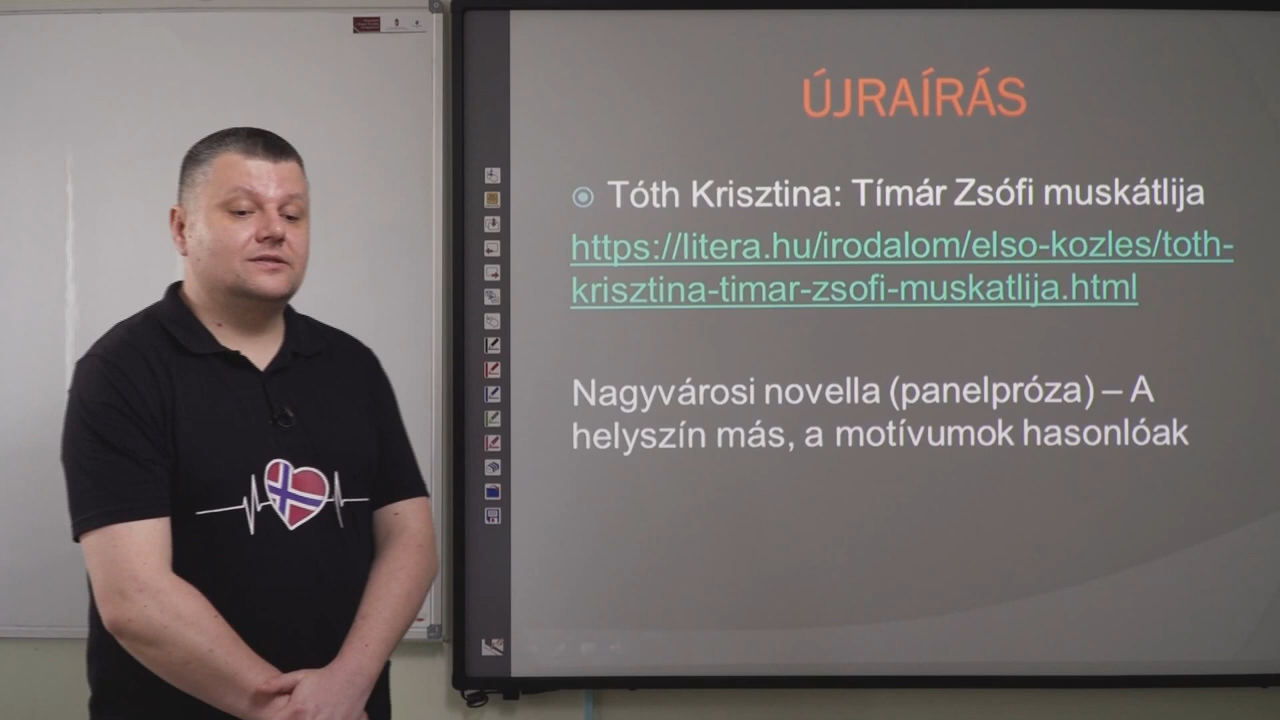 ÚJRAÍRÁS
Tóth Krisztina: Tímár Zsófi muskátlija
https://litera.hu/irodalom/elso-kozles/toth-
krisztina-timar-zsofi-muskatlija.html
Nagyvárosi novella (panelpróza) – A
helyszín más, a motívumok hasonlóak